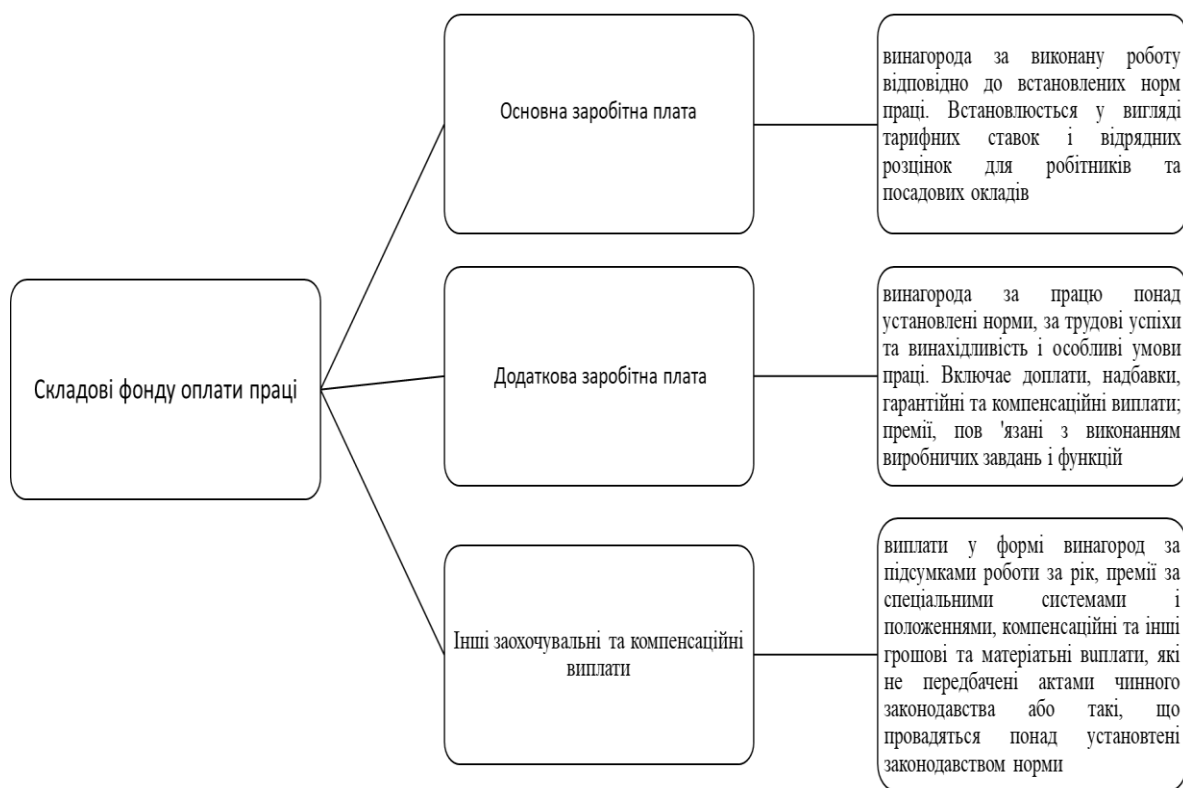 Основна заробітна плата
винагорода за виконану роботу
відповідно до встановлених норм
праці. Встановлюсться у вигляді
тарифних ставок і відрядних
розцінок для робітників та
посадових окладів
Складові фонду оплати праці
Додаткова заробітна плата
винагорода за працю понад
установлені норми, за трудові успіхи
та винахідливість і особливі умови
праці. Включае доплати, надбавки,
гарантійні та компенсаційні виплати;
премії, пов 'язані з виконанням
виробничих завдань і функцій
Інші заохочувальні та компенсаційні
виплати
виплати у формі винагород за
підсумками роботи за рік, премії за
спеціальними системами і
положеннями, компенсаційні та інші
грошові та матеріатьні виплати, які
не передбачені актами чинного
законодавства або такі, що
провадяться понад установтені
законодавством норми